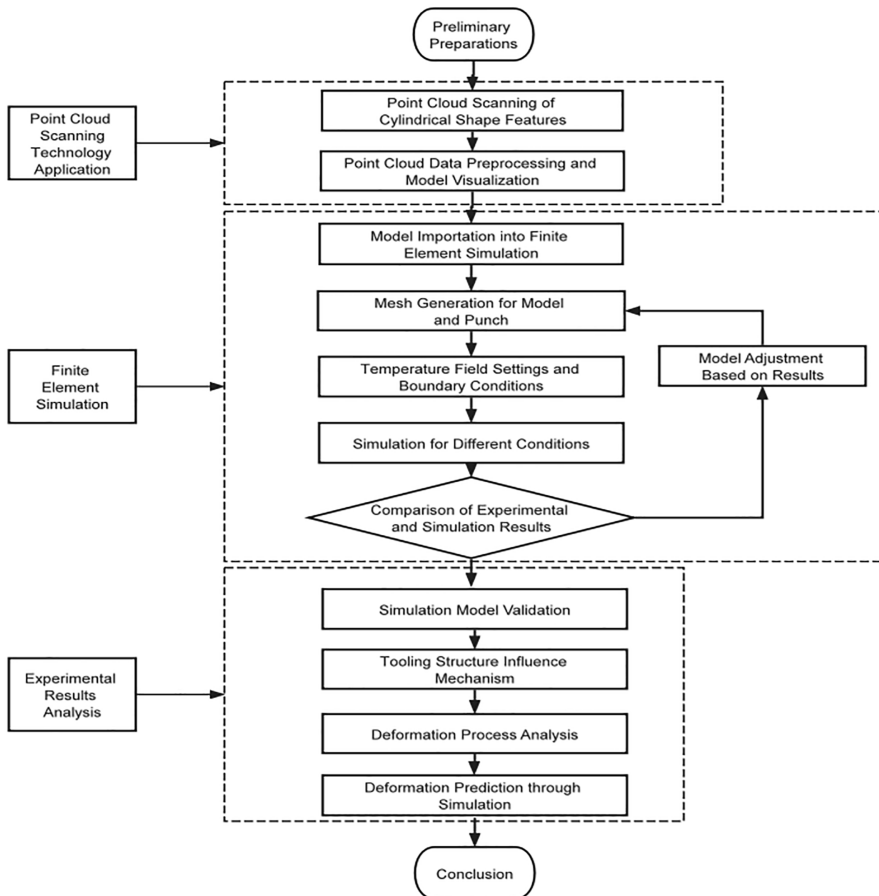 Preliminary
Preparations
Point Cloud
Scanning
Technology
Application
Point Cloud Scanning of
Cylindrical Shape Features
Point Cloud Data Preprocessing and
Model Visualization
Model Importation into Finite
Element Simulation
Mesh Generation for Model
and Punch
Finite
Element
Simulation
Temperature Field Settings and
Boundary Conditions
Model Adjustment
Based on Results
Simulation for Different Conditions
Comparison of Experimental
and Simulation Results
Simulation Model Validation
Experimental
Results
Analysis
Tooling Structure Influence
Mechanism
Deformation Process Analysis
Deformation Prediction through
Simulation
Conclusion